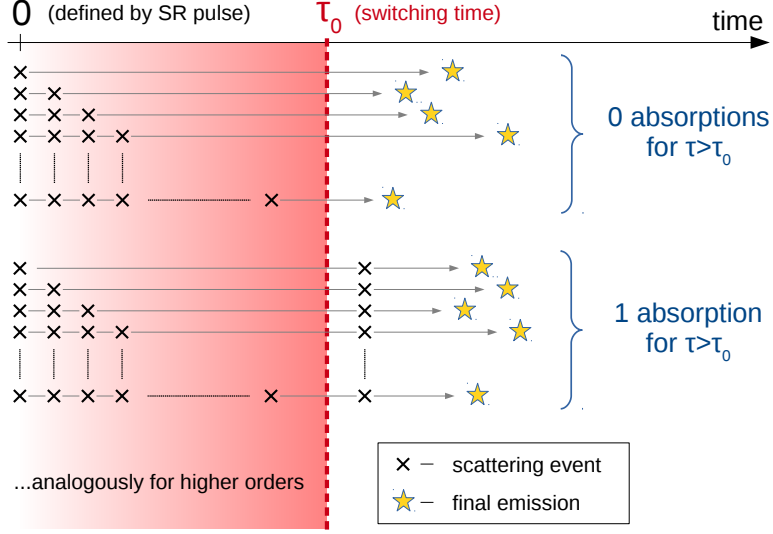 0 (defined by SR pulse) τ₀ (switching time) time
0 absorptions
for τ>τ₀
1 absorption
for τ>τ₀
...analogously for higher orders
– scattering event
– final emission